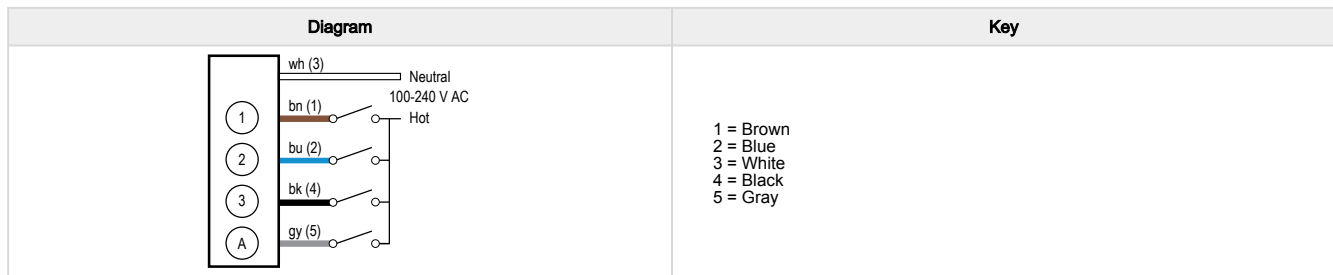 Diagram
Key
wh (3)
Neutral
100-240 V AC
1
bn (1)
Hot
2
bu (2)
3
bk (4)
A
gy (5)
1 = Brown
2 = Blue
3 = White
4 = Black
5 = Gray